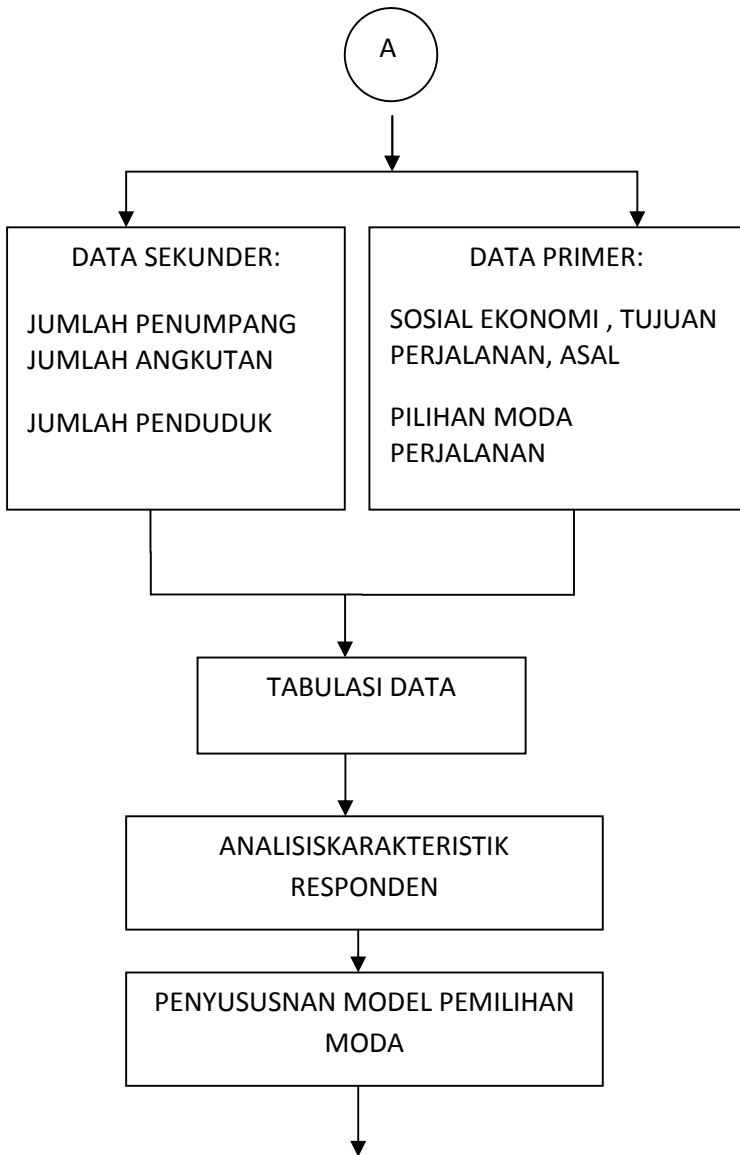 A
DATA SEKUNDER:
JUMLAH PENUMPANG
JUMLAH ANGKUTAN
JUMLAH PENDUDUK
DATA PRIMER:
SOSIAL EKONOMI , TUJUAN
PERJALANAN, ASAL
PILIHAN MODA
PERJALANAN
TABULASI DATA
ANALISISKARAKTERISTIK
RESPONDEN
PENYUSUSNAN MODEL PEMILIHAN
MODA